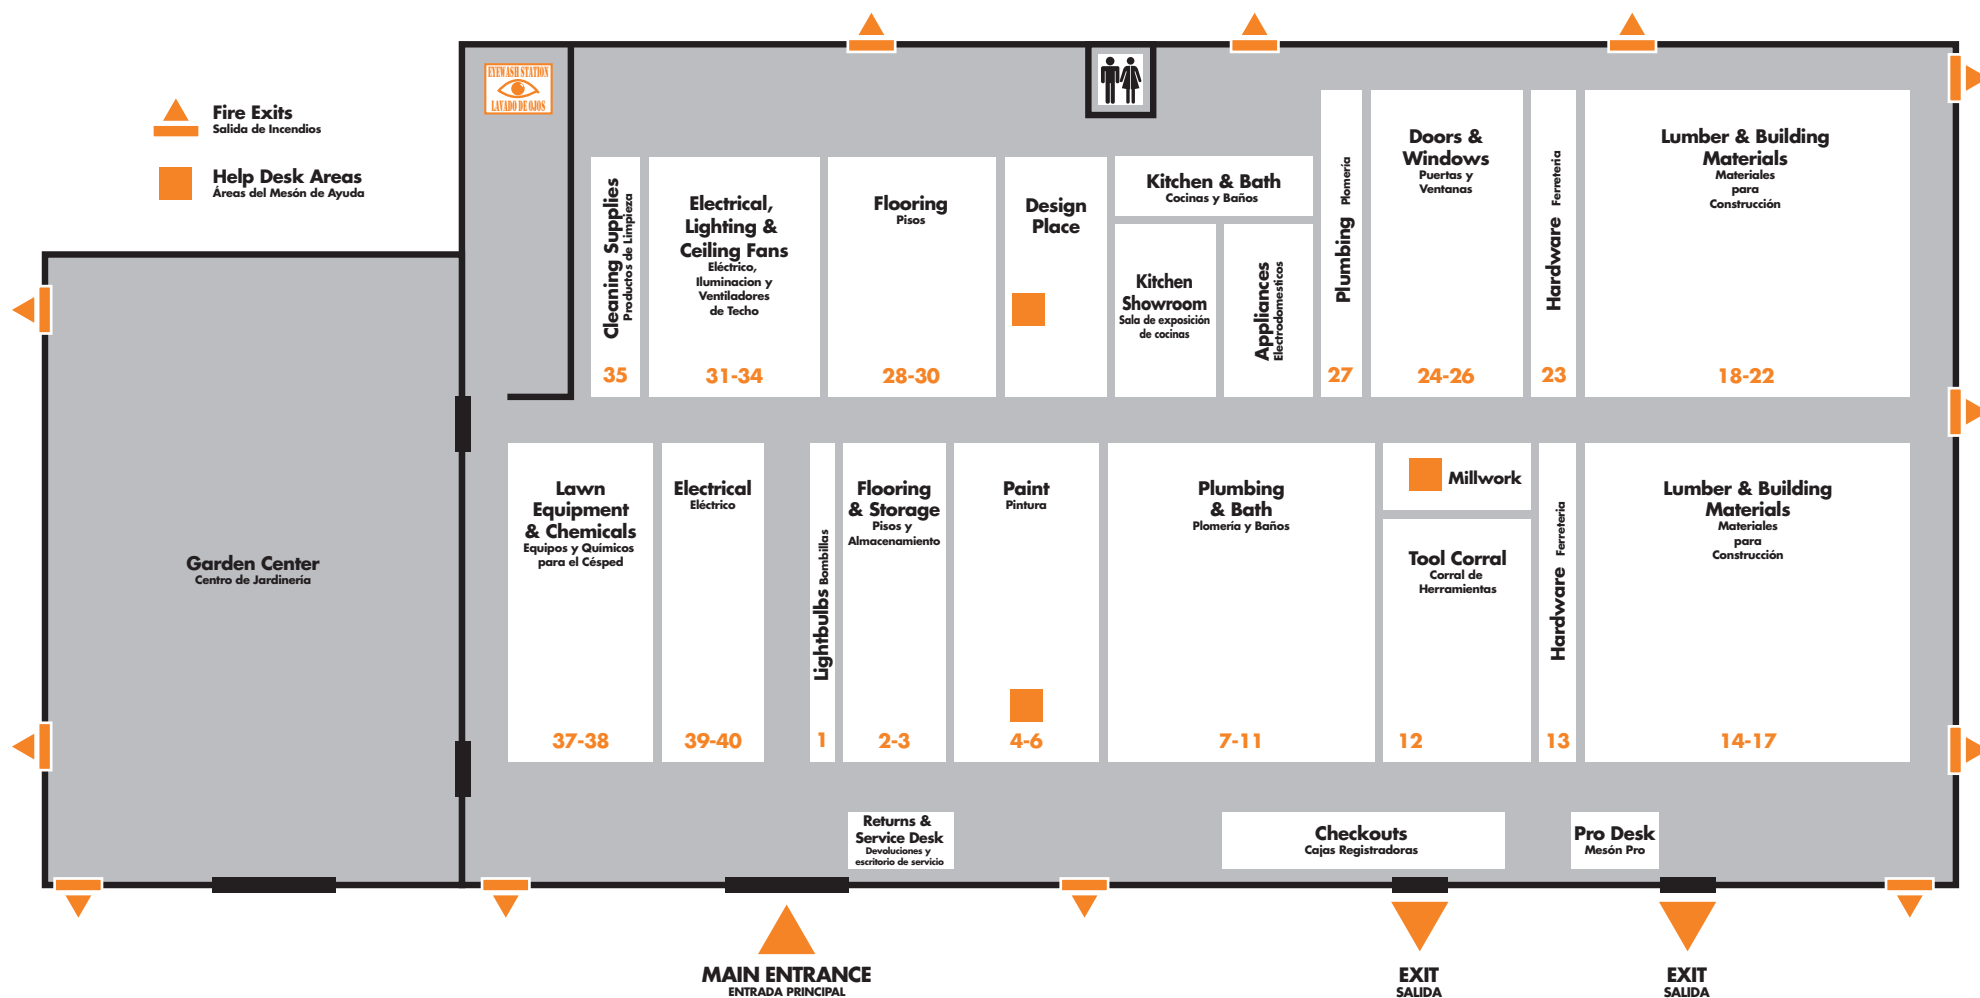 EYEWASH STATION
LAVADO DE OJOS
Fire Exits
Salida de Incendios
Help Desk Areas
Áreas del Mesón de Ayuda
Cleaning Supplies
Productos de Limpieza
35
Electrical,
Lighting &
Ceiling Fans
Eléctrico,
Iluminacion y
Ventiladores
de Techo
31-34
Flooring
Pisos
28-30
Design
Place
Kitchen & Bath
Cocinas y Baños
Kitchen
Showroom
Sala de exposición
de cocinas
Appliances
Electrodomesticos
Plumbing Plomería
27
Doors &
Windows
Puertas y
Ventanas
24-26
Hardware Ferreteria
23
Lumber & Building
Materials
Materiales
para
Construcción
18-22
Garden Center
Centro de Jardinería
Lawn
Equipment
& Chemicals
Equipos y Químicos
para el Césped
37-38
Electrical
Eléctrico
39-40
Lightbulbs Bombillas
1
Flooring
& Storage
Pisos y
Almacenamiento
2-3
Paint
Pintura
4-6
Plumbing
& Bath
Plomería y Baños
7-11
Millwork
Tool Corral
Corral de
Herramientas
12
Hardware Ferreteria
13
Lumber & Building
Materials
Materiales
para
Construcción
14-17
Returns &
Service Desk
Devoluciones y
escritorio de servicio
Checkouts
Cajas Registradoras
Pro Desk
Mesón Pro
MAIN ENTRANCE
ENTRADA PRINCIPAL
EXIT
SALIDA
EXIT
SALIDA